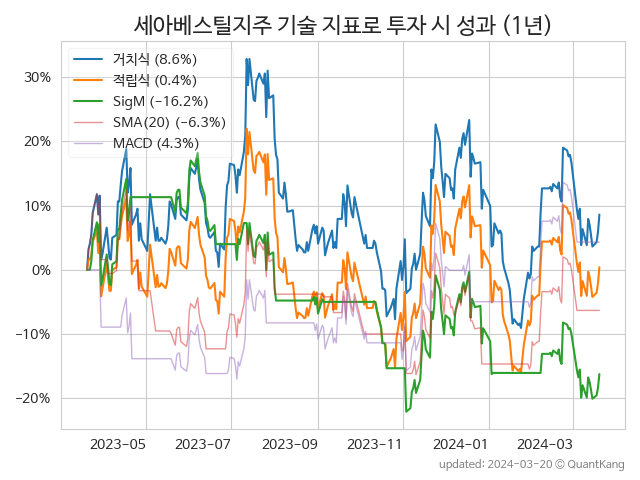 세아베스틸지주 기술 지표로 투자 시 성과 (1년)
거치식 (8.6%)
적립식 (0.4%)
SigM (−16.2%)
SMA(20) (−6.3%)
MACD (4.3%)
30%
20%
10%
0%
−10%
−20%
2023-05
2023-07
2023-09
2023-11
2024-01
2024-03
updated: 2024-03-20 © QuantKang